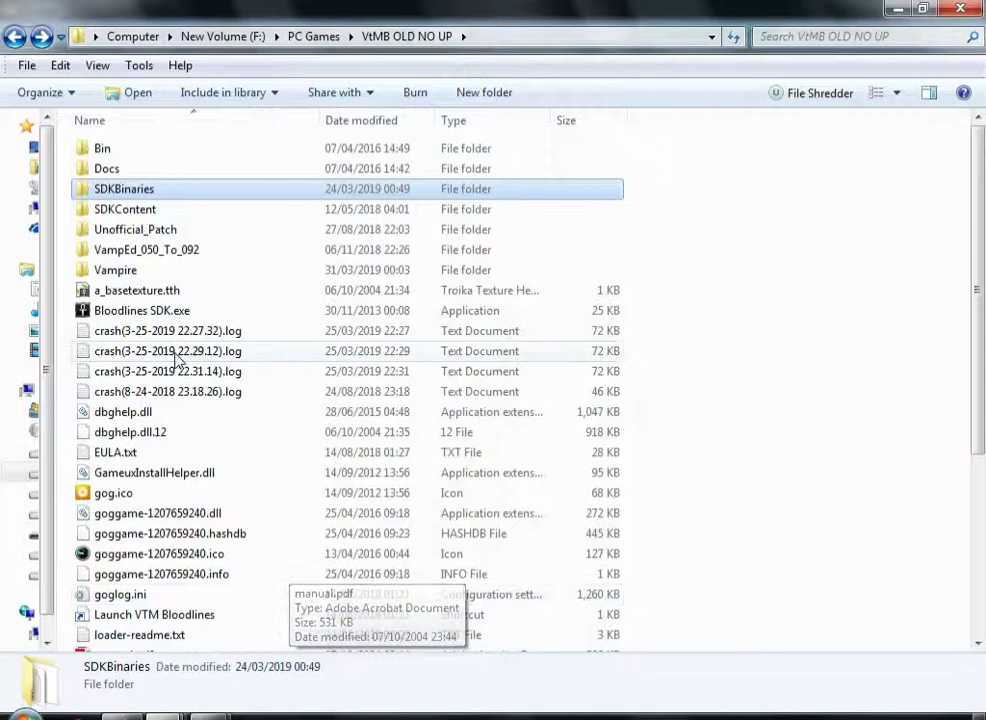 Computer ▸ New Volume (F:) ▸ PC Games ▸ VtMB OLD NO UP ▸
Search VtMB OLD NO UP
File Edit View Tools Help
Organize Open Include in library Share with Burn New folder File Shredder
Name Date modified Type Size
Bin 07/04/2016 14:49 File folder
Docs 07/04/2016 14:42 File folder
SDKBinaries 24/03/2019 00:49 File folder
SDKContent 12/05/2018 04:01 File folder
Unofficial_Patch 27/08/2018 22:03 File folder
VampEd_050_To_092 06/11/2018 22:26 File folder
Vampire 31/03/2019 00:03 File folder
a_basetexture.tth 06/10/2004 21:34 Troika Texture He... 1 KB
Bloodlines SDK.exe 30/11/2013 00:08 Application 4 KB
crash(3-25-2019 22.27.32).log 25/03/2019 22:27 Text Document 72 KB
crash(3-25-2019 22.29.12).log 25/03/2019 22:29 Text Document 72 KB
crash(3-25-2019 22.31.14).log 25/03/2019 22:31 Text Document 72 KB
crash(8-24-2018 23.18.26).log 24/08/2018 23:18 Text Document 46 KB
dbghelp.dll 28/06/2015 04:48 Application extens... 1,047 KB
dbghelp.dll.12 06/10/2004 21:35 12 File 918 KB
EULA.txt 14/08/2018 01:27 TXT File 2 KB
GameuxInstallHelper.dll 14/09/2012 13:56 Application extens... 95 KB
gog.ico 14/09/2012 13:56 Icon 68 KB
goggame-1207659240.dll 25/04/2016 09:18 Application extens... 272 KB
goggame-1207659240.hashdb 25/04/2016 09:23 HASHDB File 445 KB
goggame-1207659240.ico 13/04/2016 00:44 Icon 127 KB
goggame-1207659240.info 25/04/2016 09:18 INFO File 1 KB
goglog.ini sett... 1,260 KB
Launch VTM Bloodlines 2 KB
loader-readme.txt File 3 KB
manual.pdf
Type: Adobe Acrobat Document
Size: 531 KB
Date modified: 07/10/2004 23:44
SDKBinaries Date modified: 24/03/2019 00:49
File folder